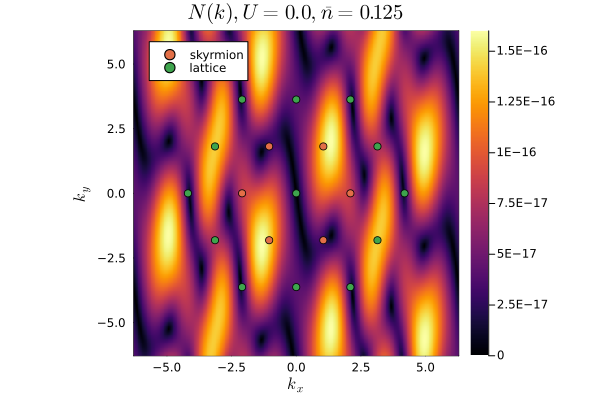 N(k), U = 0.0, n̄ = 0.125
skyrmion
lattice
5.0
2.5
0.0
−2.5
−5.0
k_y
−5.0 −2.5 0.0 2.5 5.0
k_x
1.5E−16
1.25E−16
1E−16
7.5E−17
5E−17
2.5E−17
0